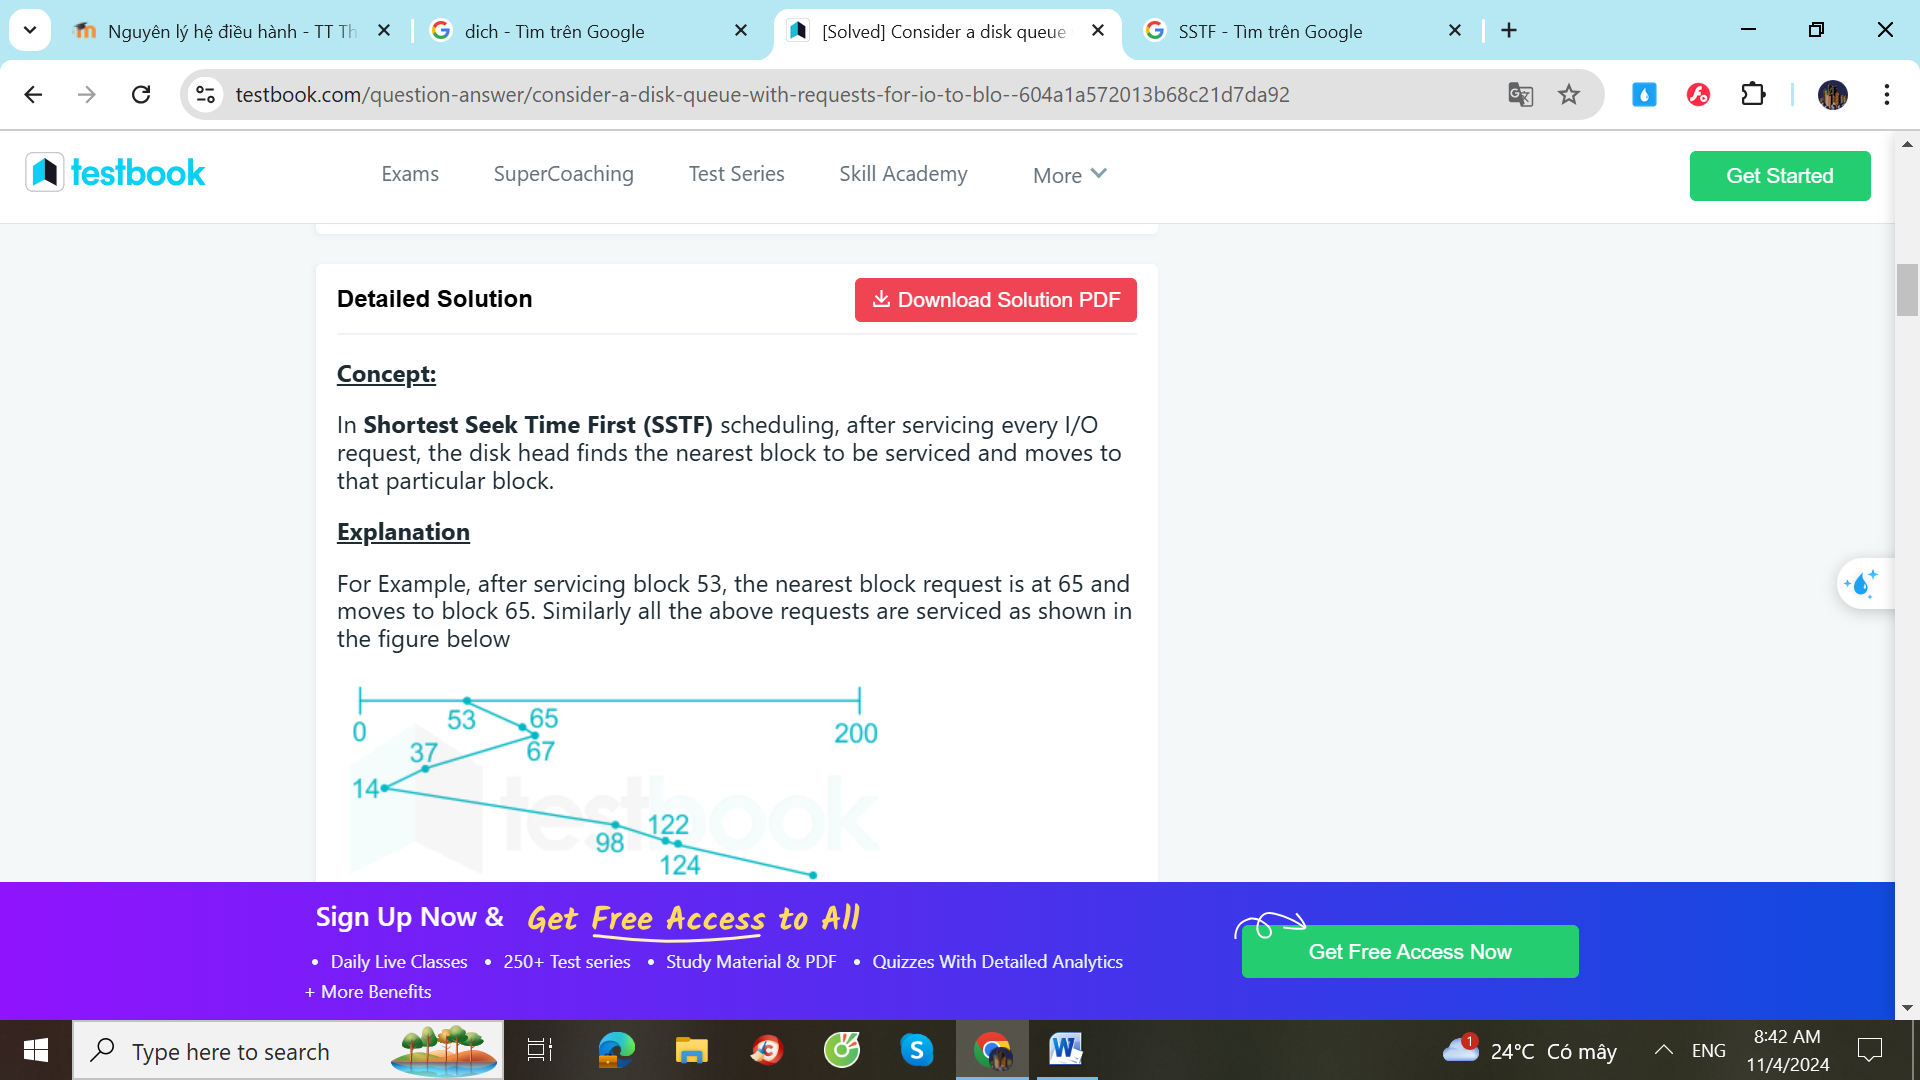 Nguyên lý hệ điều hành - TT Th
dich - Tìm trên Google
[Solved] Consider a disk queue
SSTF - Tìm trên Google
testbook.com/question-answer/consider-a-disk-queue-with-requests-for-io-to-blo--604a1a572013b68c21d7da92
testbook
Exams
SuperCoaching
Test Series
Skill Academy
More
Get Started
Detailed Solution
Download Solution PDF
Concept:
In Shortest Seek Time First (SSTF) scheduling, after servicing every I/O
request, the disk head finds the nearest block to be serviced and moves to
that particular block.
Explanation
For Example, after servicing block 53, the nearest block request is at 65 and
moves to block 65. Similarly all the above requests are serviced as shown in
the figure below
0
53
65
200
37
67
14
testbook
98
122
124
Sign Up Now & Get Free Access to All
• Daily Live Classes • 250+ Test series • Study Material & PDF • Quizzes With Detailed Analytics
+ More Benefits
Get Free Access Now
Type here to search
1
24°C Có mây
ENG
8:42 AM
11/4/2024